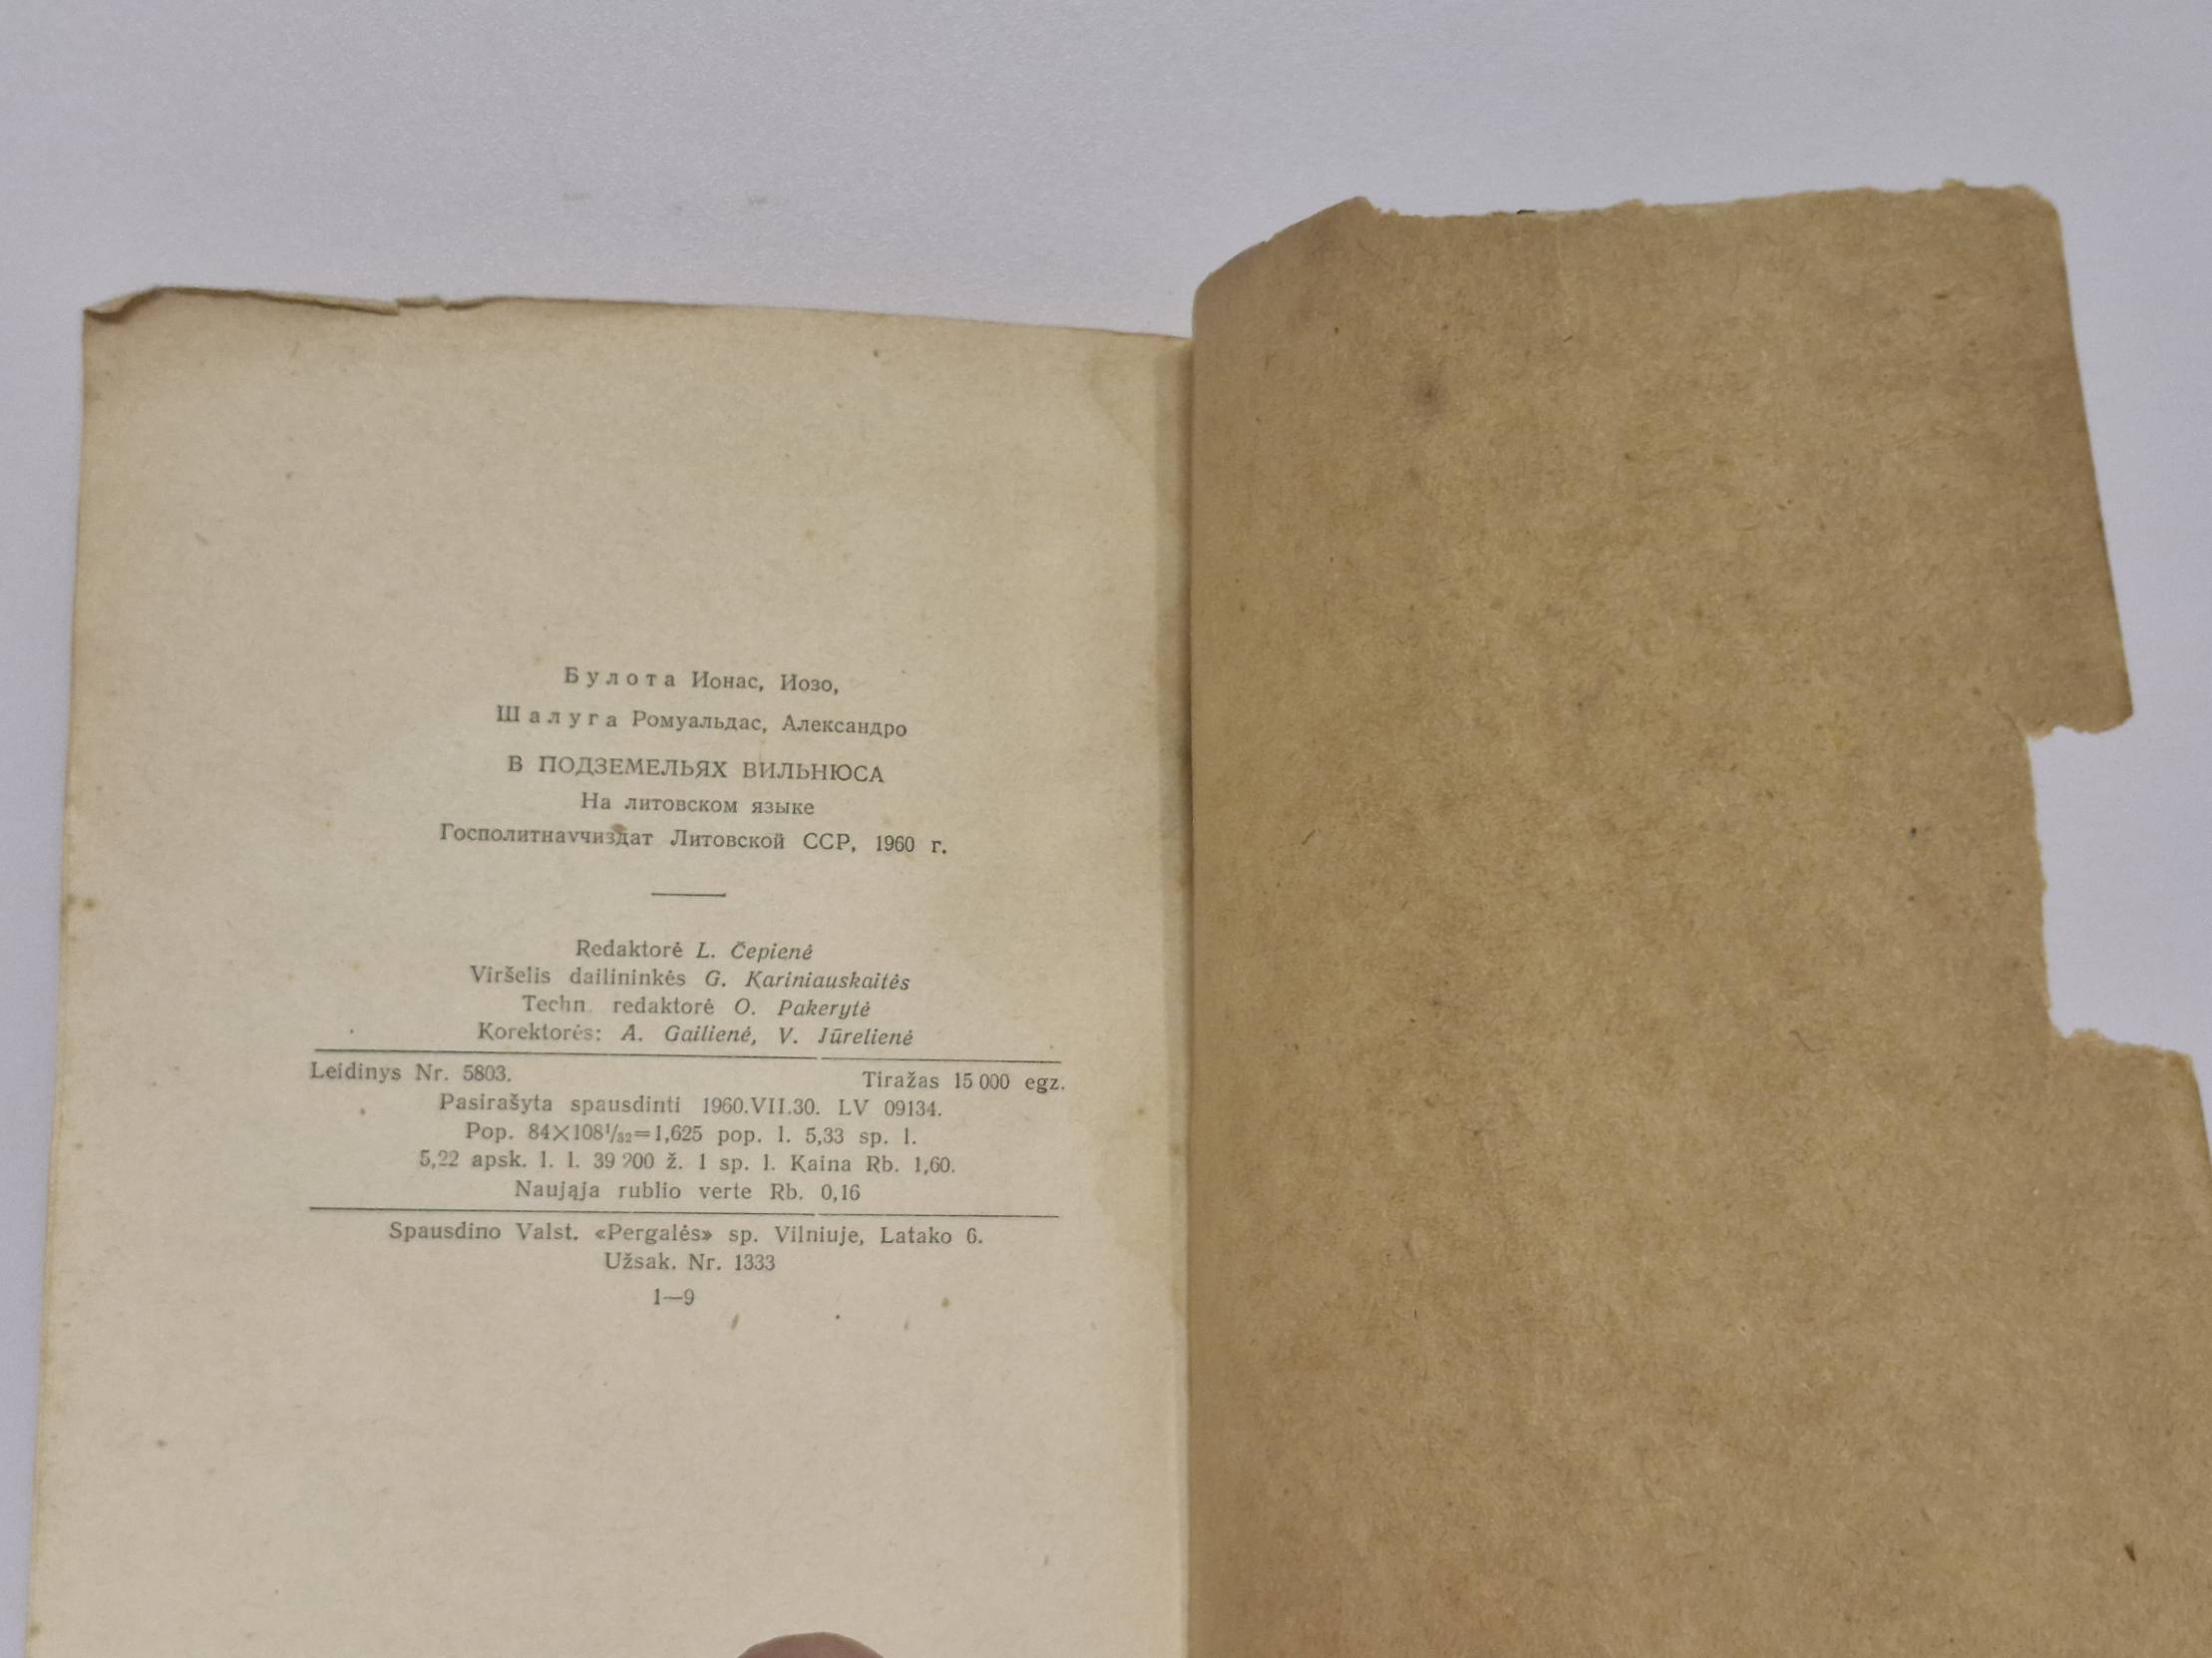 Булота Ионас, Иозо,
Шалуга Ромуальдас, Александро
В ПОДЗЕМЕЛЬЯХ ВИЛЬНЮСА
На литовском языке
Госполитнаучиздат Литовской ССР, 1960 г.
Redaktorė L. Čepienė
Viršelis dailininkės G. Kariniauskaitės
Techn. redaktorė O. Pakerytė
Korektorės: A. Gailienė, V. Jūrelienė
Leidinys Nr. 5803. Tiražas 15 000 egz.
Pasirašyta spausdinti 1960.VII.30. LV 09134.
Pop. 84×108¹/₃₂=1,625 pop. l. 5,33 sp. l.
5,22 apsk. l. l. 39 200 ž. 1 sp. l. Kaina Rb. 1,60.
Naująja rublio verte Rb. 0,16
Spausdino Valst. «Pergalės» sp. Vilniuje, Latako 6.
Užsak. Nr. 1333
1—9